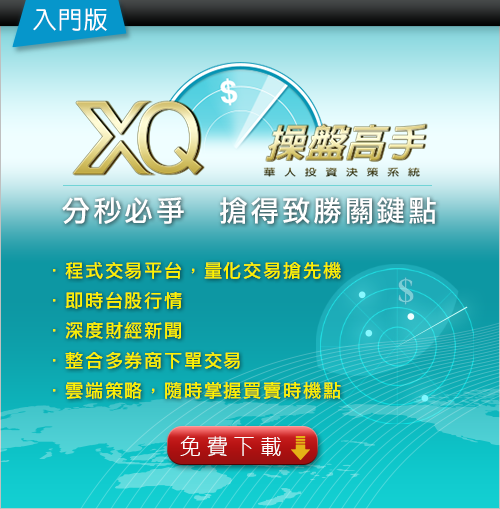 入門版
$
XQ 操盤高手
華人投資決策系統
分秒必爭 搶得致勝關鍵點
· 程式交易平台，量化交易搶先機
· 即時台股行情
· 深度財經新聞
· 整合多券商下單交易
· 雲端策略，隨時掌握買賣時機點
$
免費下載